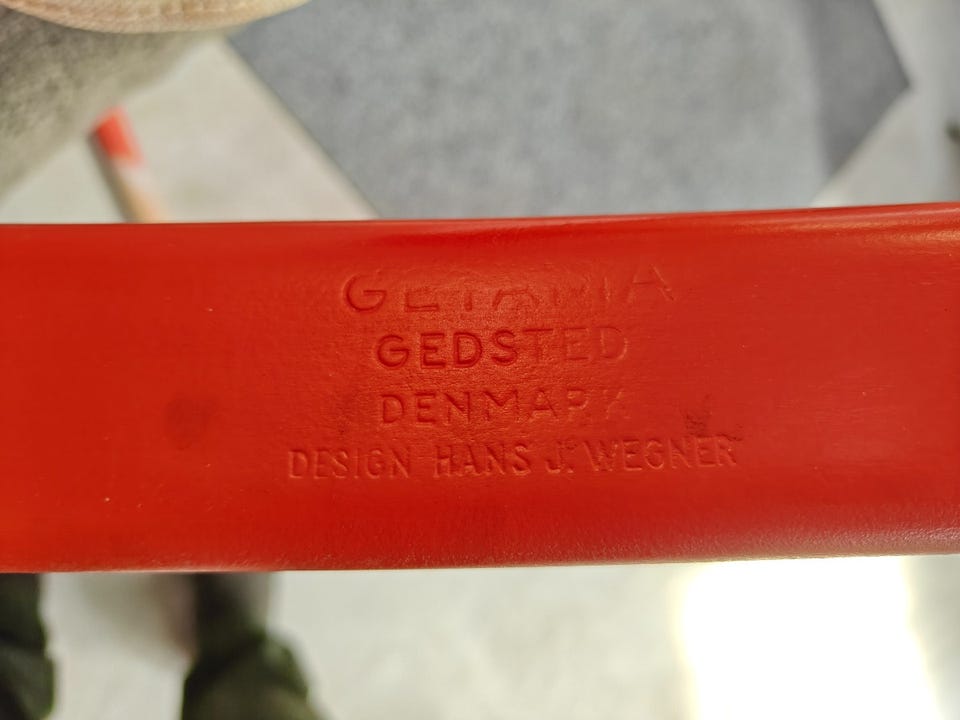 GETAMA
GEDSTED
DENMARK
DESIGN HANS J. WEGNER